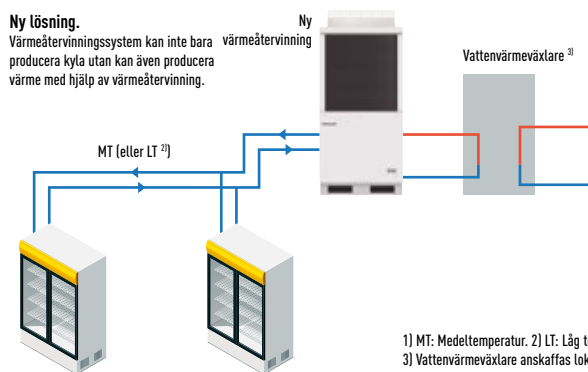 Ny lösning.
Värmeåtervinningssystem kan inte bara
producera kyla utan kan även producera
värme med hjälp av värmeåtervinning.
Ny
värmeåtervinning
Vattenvärmeväxlare 3)
MT (eller LT 2))
1) MT: Medeltemperatur. 2) LT: Låg t
3) Vattenvärmeväxlare anskaffas lok